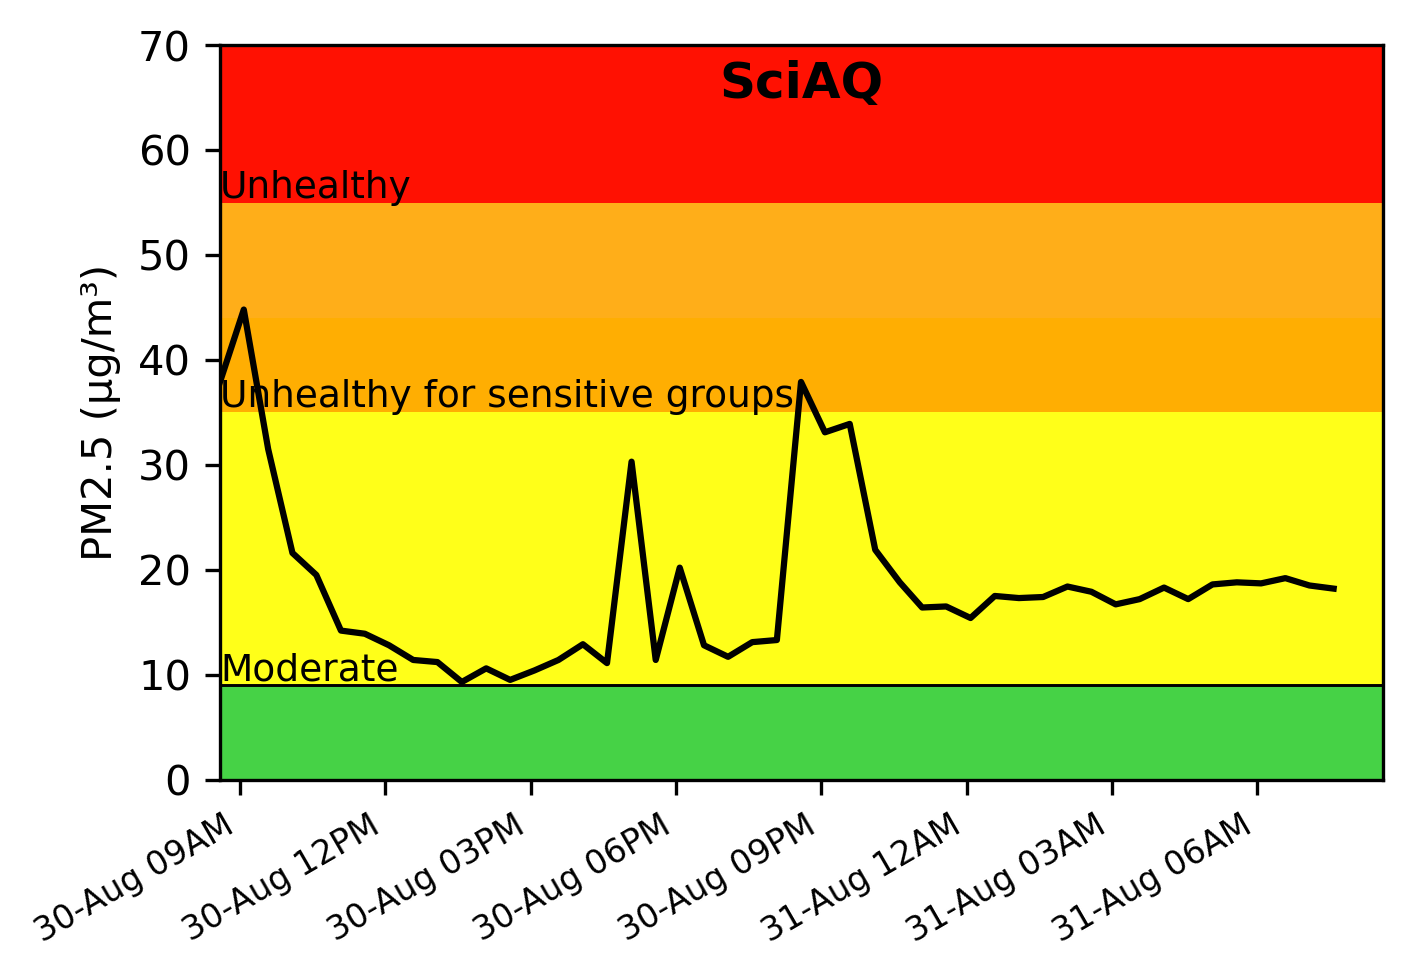 SciAQ
PM2.5 (µg/m³)
70
60
50
40
30
20
10
0
Unhealthy
Unhealthy for sensitive groups
Moderate
30-Aug 09AM
30-Aug 12PM
30-Aug 03PM
30-Aug 06PM
30-Aug 09PM
31-Aug 12AM
31-Aug 03AM
31-Aug 06AM